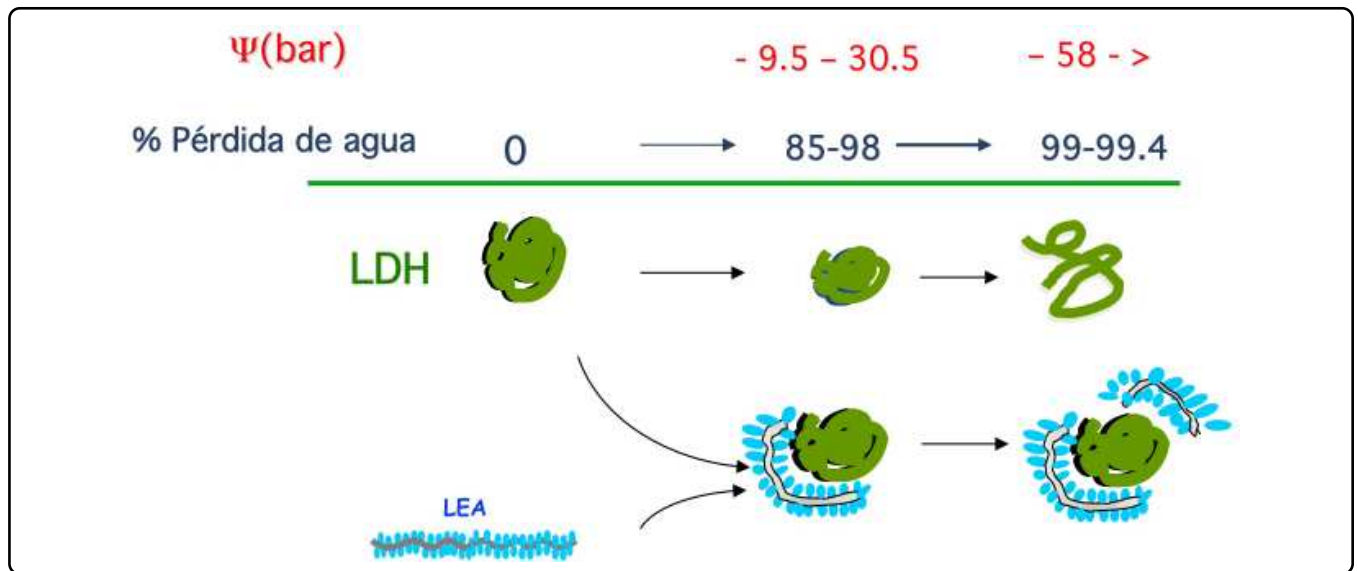 Ψ(bar) - 9.5 – 30.5 – 58 - >
% Pérdida de agua 0 85-98 99-99.4
LDH
LEA